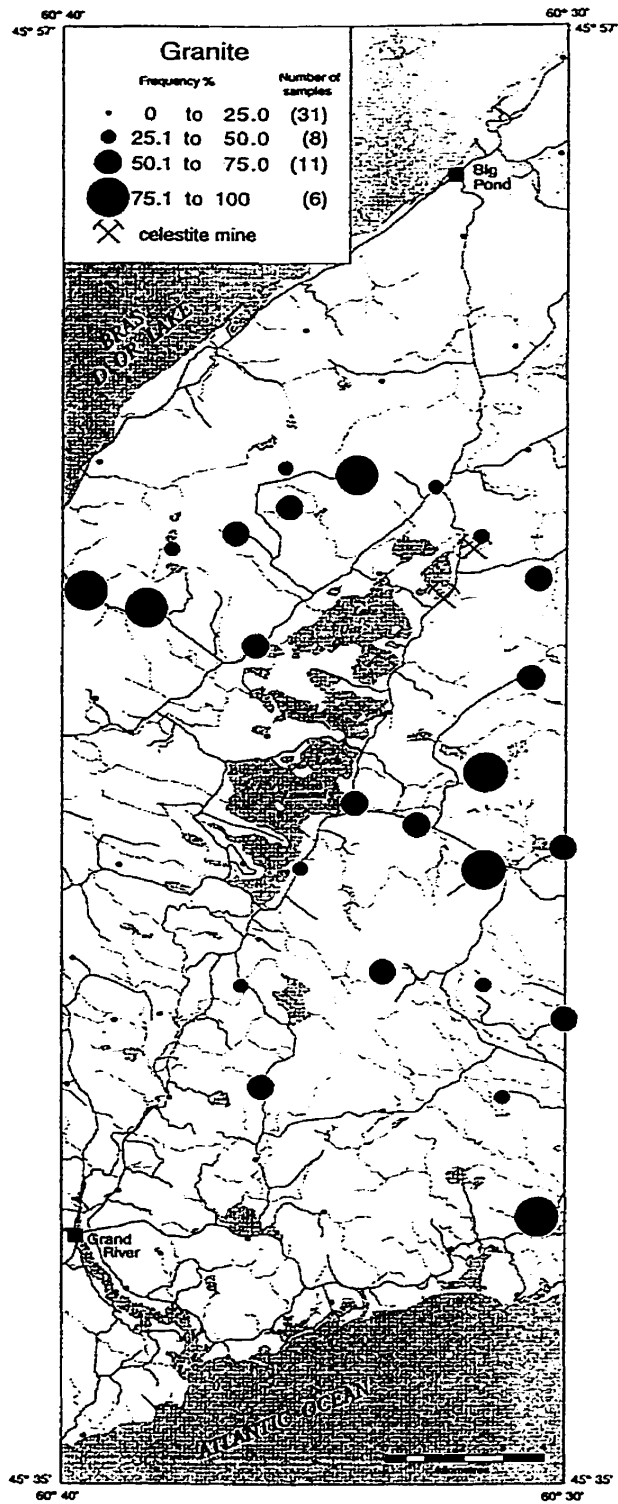 60° 40'
60° 30'
45° 57'
45° 57'
Granite
Frequency %
Number of samples
0 to 25.0 (31)
25.1 to 50.0 (8)
50.1 to 75.0 (11)
75.1 to 100 (6)
celestite mine
Big
Pond
BRAS
D'OR LAKE
Grand
River
ATLANTIC OCEAN
45° 35'
45° 35'
60° 40'
60° 30'